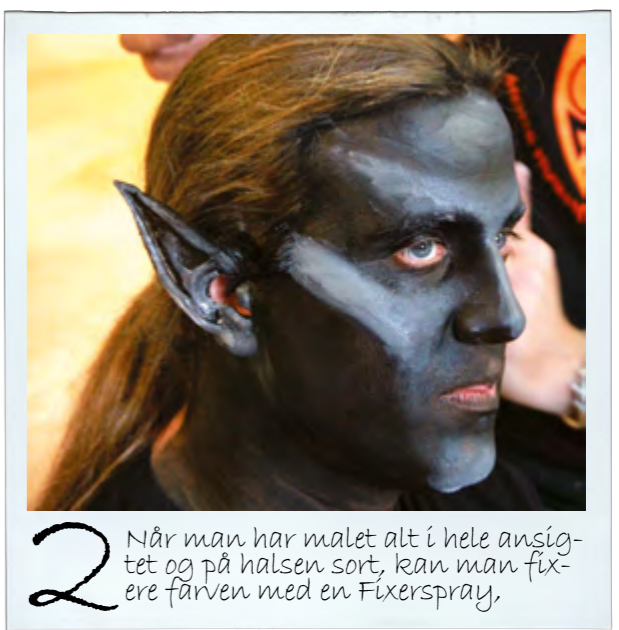 2 Når man har malet alt i hele ansig-
tet og på halsen sort, kan man fix-
ere farven med en Fixerspray,